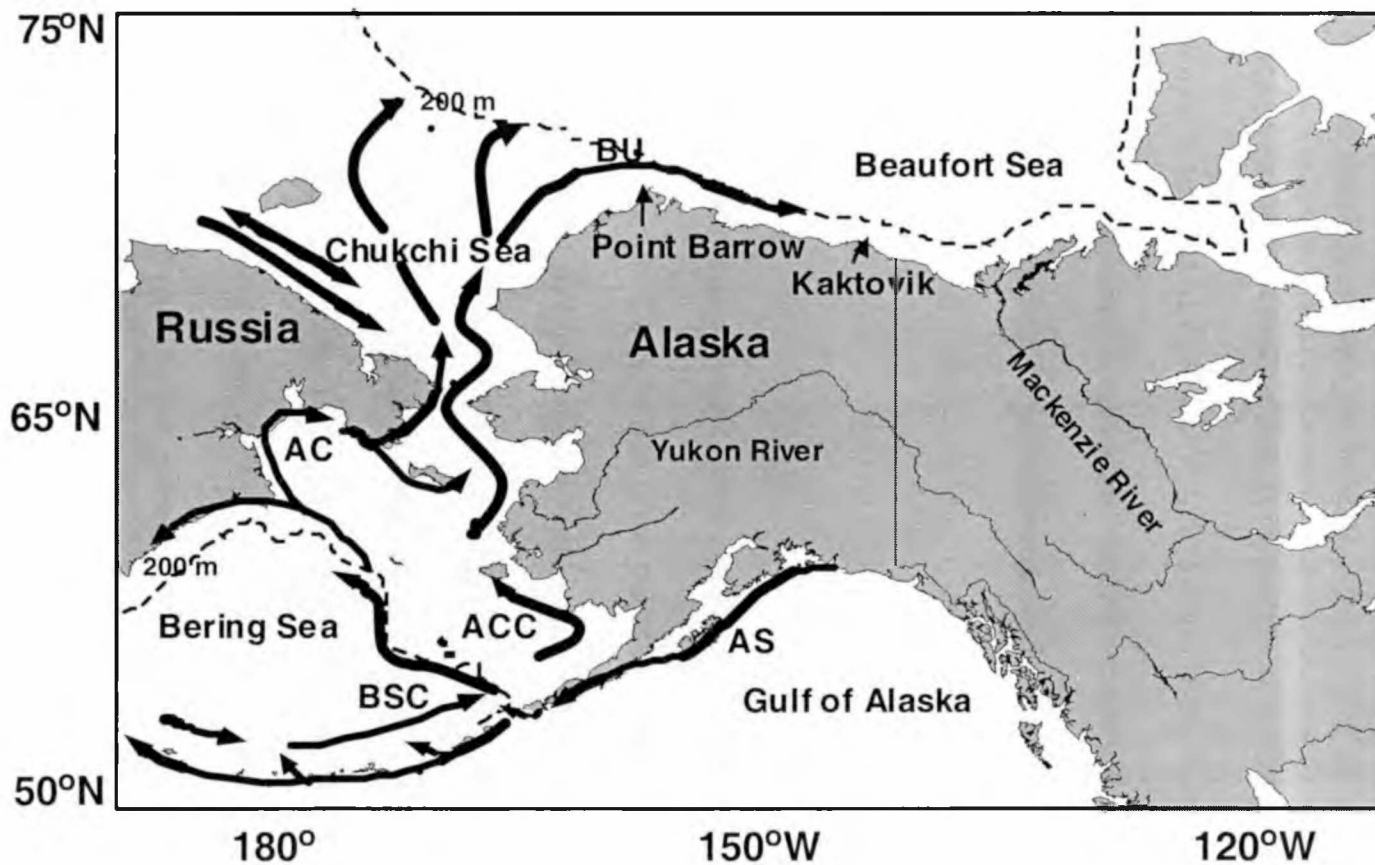 75°N
200 m
BU
Beaufort Sea
Chukchi Sea
Point Barrow
Kaktovik
Russia
Alaska
Mackenzie River
65°N
AC
Yukon River
200 m
Bering Sea
ACC
AS
BSC
Gulf of Alaska
50°N
180°
150°W
120°W